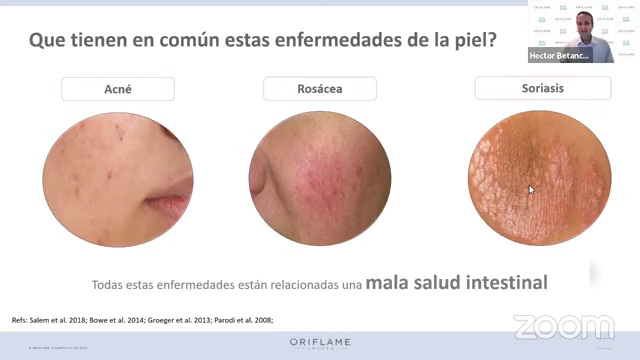 Que tienen en común estas enfermedades de la piel?
Acné
Rosácea
Soriasis
Todas estas enfermedades están relacionadas una mala salud intestinal
Refs: Salem et al. 2018; Bowe et al. 2014; Groeger et al. 2013; Parodi et al. 2008;
ORIFLAME
SWEDEN
zoom
Hector Betanc...
ORIFLAME